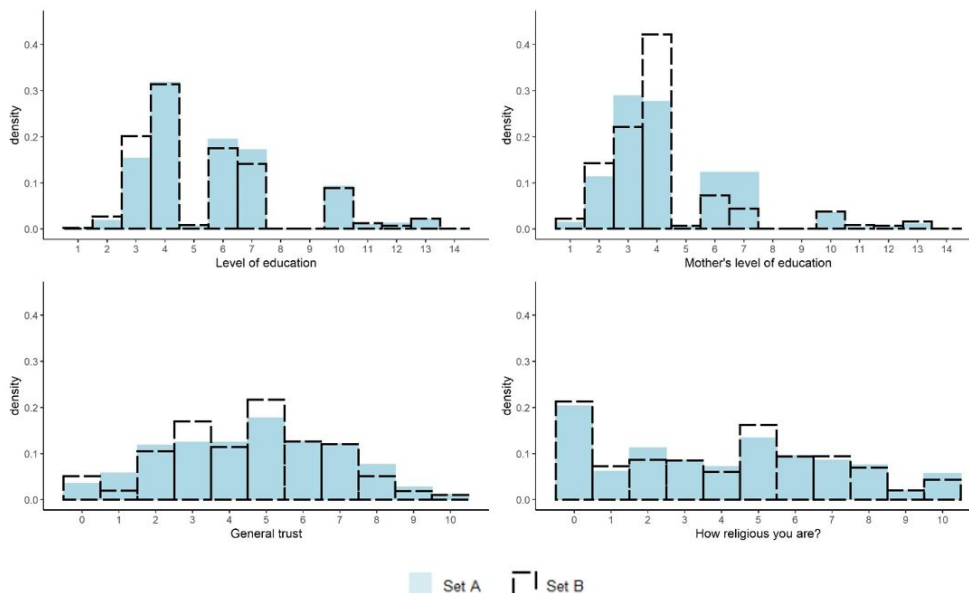 0.4
0.3
0.2
0.1
0.0
density
1 2 3 4 5 6 7 8 9 10 11 12 13 14
Level of education
0.4
0.3
0.2
0.1
0.0
density
1 2 3 4 5 6 7 8 9 10 11 12 13 14
Mother's level of education
0.4
0.3
0.2
0.1
0.0
density
0 1 2 3 4 5 6 7 8 9 10
General trust
0.4
0.3
0.2
0.1
0.0
density
0 1 2 3 4 5 6 7 8 9 10
How religious you are?
Set A Set B